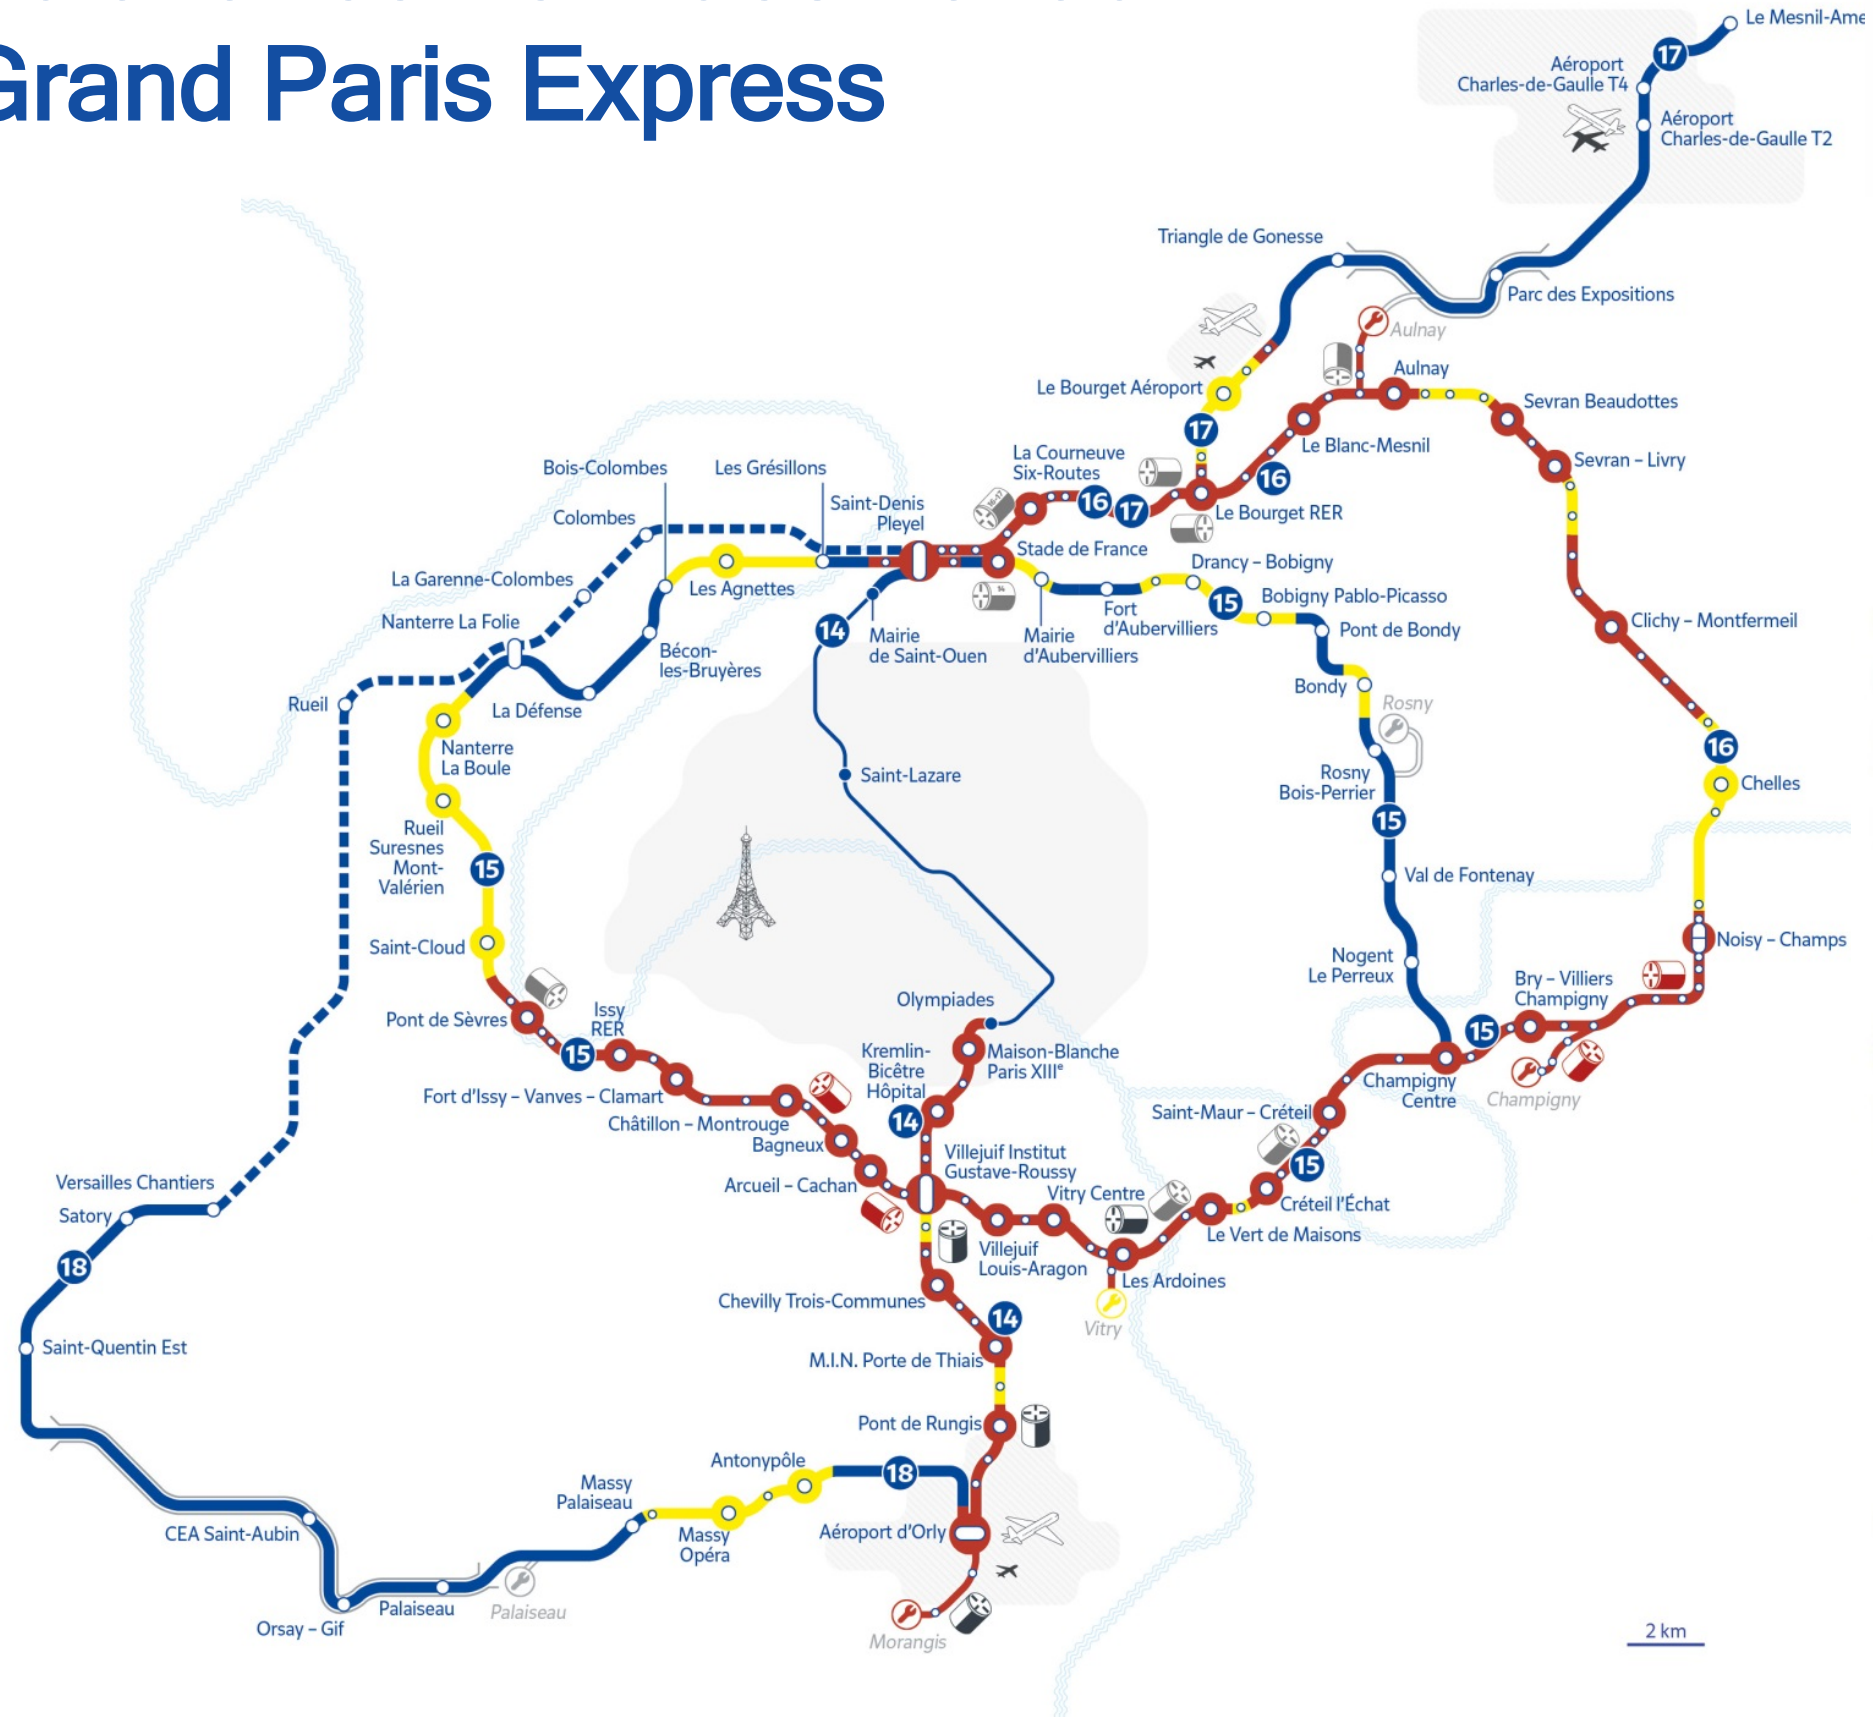 Grand Paris Express
Le Mesnil-Ame
17
Aéroport
Charles-de-Gaulle T4
Aéroport
Charles-de-Gaulle T2
Triangle de Gonesse
Parc des Expositions
Aulnay
Aulnay
Le Bourget Aéroport
Sevran Beaudottes
17
Le Blanc-Mesnil
La Courneuve
Six-Routes
Sevran – Livry
16
Bois-Colombes
Les Grésillons
16
17
Le Bourget RER
Saint-Denis
Pleyel
Colombes
Stade de France
Drancy – Bobigny
La Garenne-Colombes
Les Agnettes
15
Bobigny Pablo-Picasso
Fort
d'Aubervilliers
Nanterre La Folie
14
Mairie
de Saint-Ouen
Mairie
d'Aubervilliers
Pont de Bondy
Clichy – Montfermeil
Bécon-
les-Bruyères
Bondy
Rueil
La Défense
Rosny
Nanterre
La Boule
16
Saint-Lazare
Rosny
Bois-Perrier
Chelles
15
Rueil
Suresnes
Mont-
Valérien
15
Val de Fontenay
Saint-Cloud
Noisy – Champs
Nogent
Le Perreux
Bry – Villiers
Champigny
Olympiades
Pont de Sèvres
Issy
RER
15
15
Kremlin-
Bicêtre
Hôpital
Maison-Blanche
Paris XIIIe
Champigny
Centre
Champigny
Fort d'Issy – Vanves – Clamart
Châtillon – Montrouge
14
Saint-Maur – Créteil
Bagneux
Villejuif Institut
Gustave-Roussy
15
Arcueil – Cachan
Vitry Centre
Créteil l'Échat
Versailles Chantiers
Satory
Le Vert de Maisons
Villejuif
Louis-Aragon
18
Les Ardoines
Chevilly Trois-Communes
Vitry
14
Saint-Quentin Est
M.I.N. Porte de Thiais
Pont de Rungis
Antonypôle
18
Massy
Palaiseau
CEA Saint-Aubin
Massy
Opéra
Aéroport d'Orly
Palaiseau
Palaiseau
Orsay – Gif
Morangis
2 km